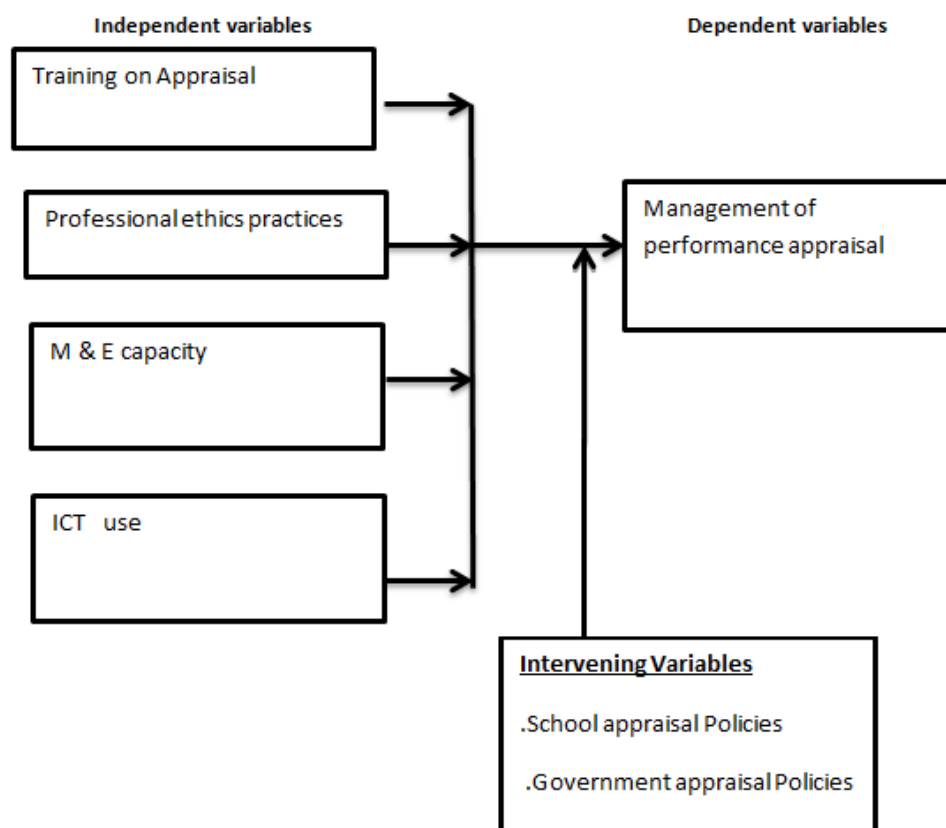 Independent variables
Dependent variables
Training on Appraisal
Professional ethics practices
Management of
performance appraisal
M & E capacity
ICT use
Intervening Variables
.School appraisal Policies
.Government appraisal Policies